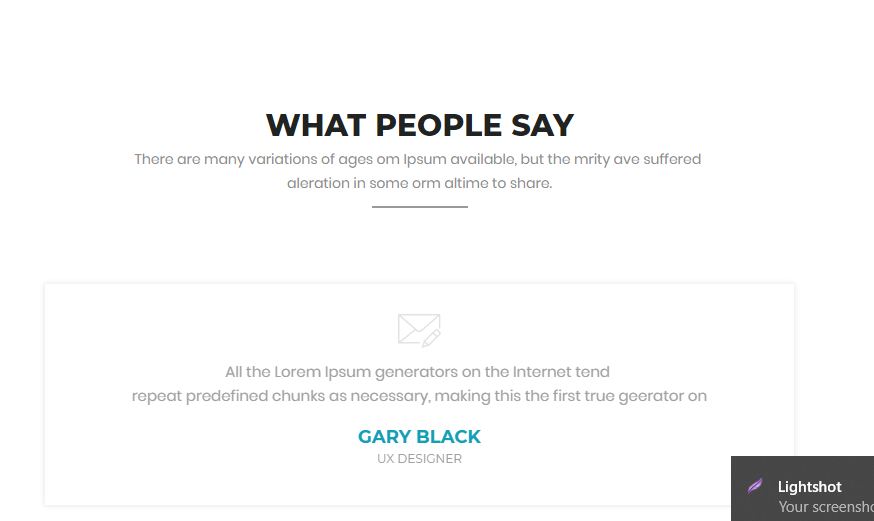 WHAT PEOPLE SAY
There are many variations of ages om Ipsum available, but the mrity ave suffered
aleration in some orm altime to share.
All the Lorem Ipsum generators on the Internet tend
repeat predefined chunks as necessary, making this the first true geerator on
GARY BLACK
UX DESIGNER
Lightshot
Your screensho